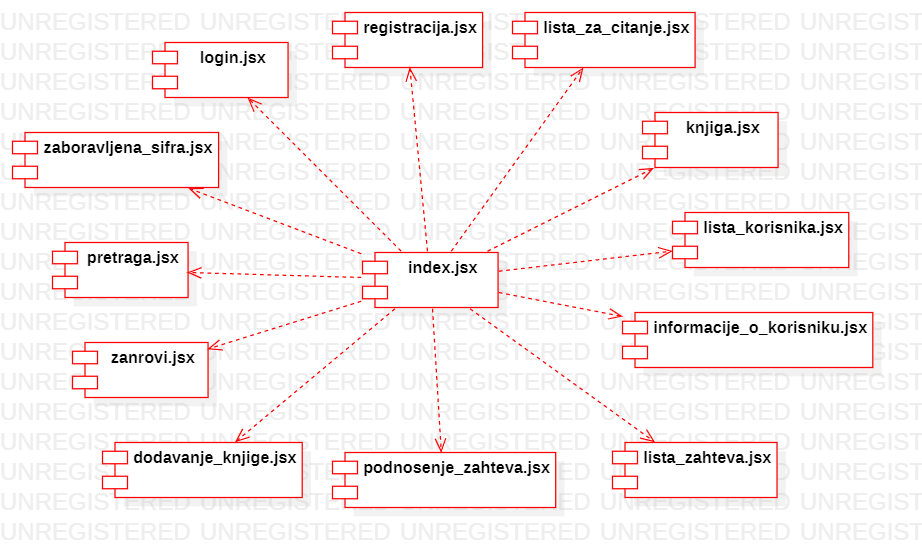 registracija.jsx
lista_za_citanje.jsx
login.jsx
knjiga.jsx
zaboravljena_sifra.jsx
lista_korisnika.jsx
pretraga.jsx
index.jsx
informacije_o_korisniku.jsx
zanrovi.jsx
dodavanje_knjige.jsx
podnosenje_zahteva.jsx
lista_zahteva.jsx
UNREGISTERED